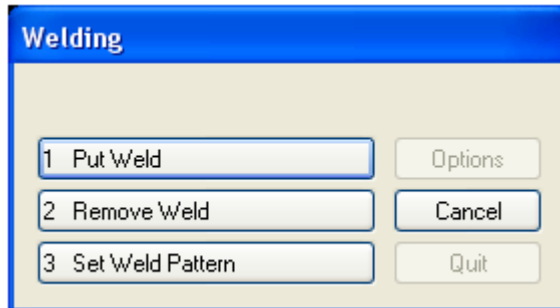 Welding
1 Put Weld
Options
2 Remove Weld
Cancel
3 Set Weld Pattern
Quit